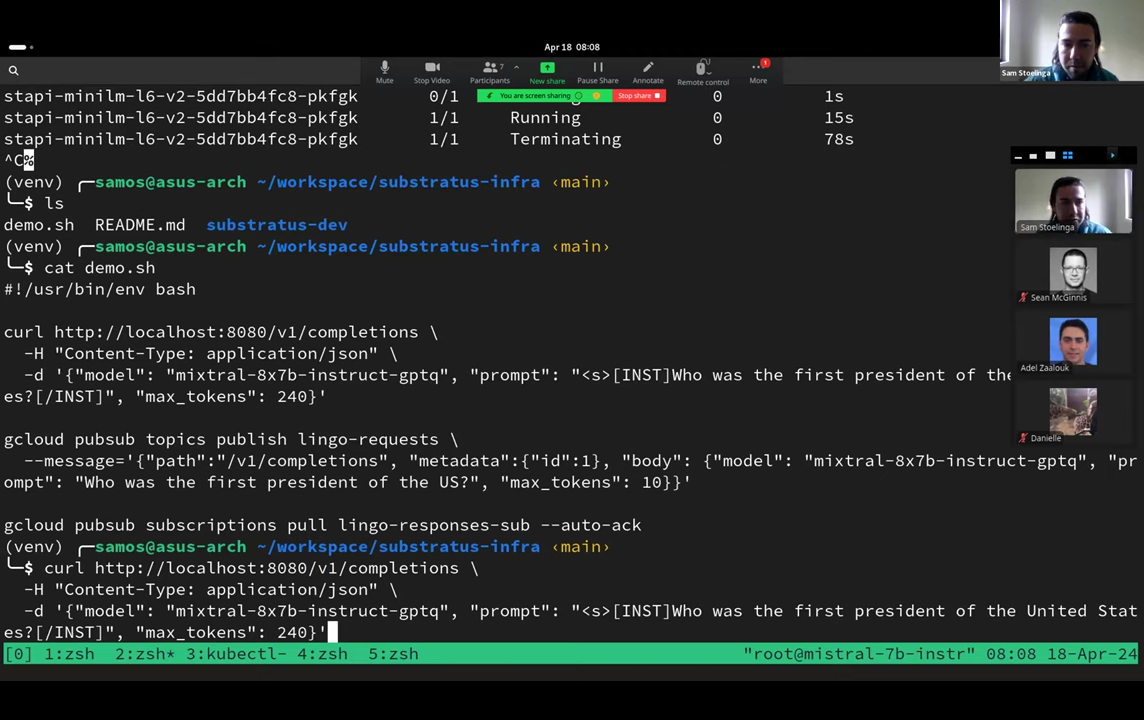 Apr 18 08:08
Sam Stoelinga
Mute
Stop Video
Participants
7
New share
Pause Share
Annotate
Remote control
More
1
You are screen sharing
Stop share
stapi-minilm-l6-v2-5dd7bb4fc8-pkfgk 0/1 0 1s
stapi-minilm-l6-v2-5dd7bb4fc8-pkfgk 1/1 Running 0 15s
stapi-minilm-l6-v2-5dd7bb4fc8-pkfgk 1/1 Terminating 0 78s
^C%
(venv) ╭─samos@asus-arch ~/workspace/substratus-infra ‹main›
╰─$ ls
demo.sh README.md substratus-dev
(venv) ╭─samos@asus-arch ~/workspace/substratus-infra ‹main›
╰─$ cat demo.sh
#!/usr/bin/env bash
curl http://localhost:8080/v1/completions \
-H "Content-Type: application/json" \
-d '{"model": "mixtral-8x7b-instruct-gptq", "prompt": "<s>[INST]Who was the first president of the
es?[/INST]", "max_tokens": 240}'
gcloud pubsub topics publish lingo-requests \
--message='{"path":"/v1/completions", "metadata":{"id":1}, "body": {"model": "mixtral-8x7b-instruct-gptq", "pr
ompt": "Who was the first president of the US?", "max_tokens": 10}}'
gcloud pubsub subscriptions pull lingo-responses-sub --auto-ack
(venv) ╭─samos@asus-arch ~/workspace/substratus-infra ‹main›
╰─$ curl http://localhost:8080/v1/completions \
-H "Content-Type: application/json" \
-d '{"model": "mixtral-8x7b-instruct-gptq", "prompt": "<s>[INST]Who was the first president of the United Stat
es?[/INST]", "max_tokens": 240}'
[0] 1:zsh 2:zsh* 3:kubectl- 4:zsh 5:zsh "root@mistral-7b-instr" 08:08 18-Apr-24
Sam Stoelinga
Sean McGinnis
Adel Zaalouk
Danielle